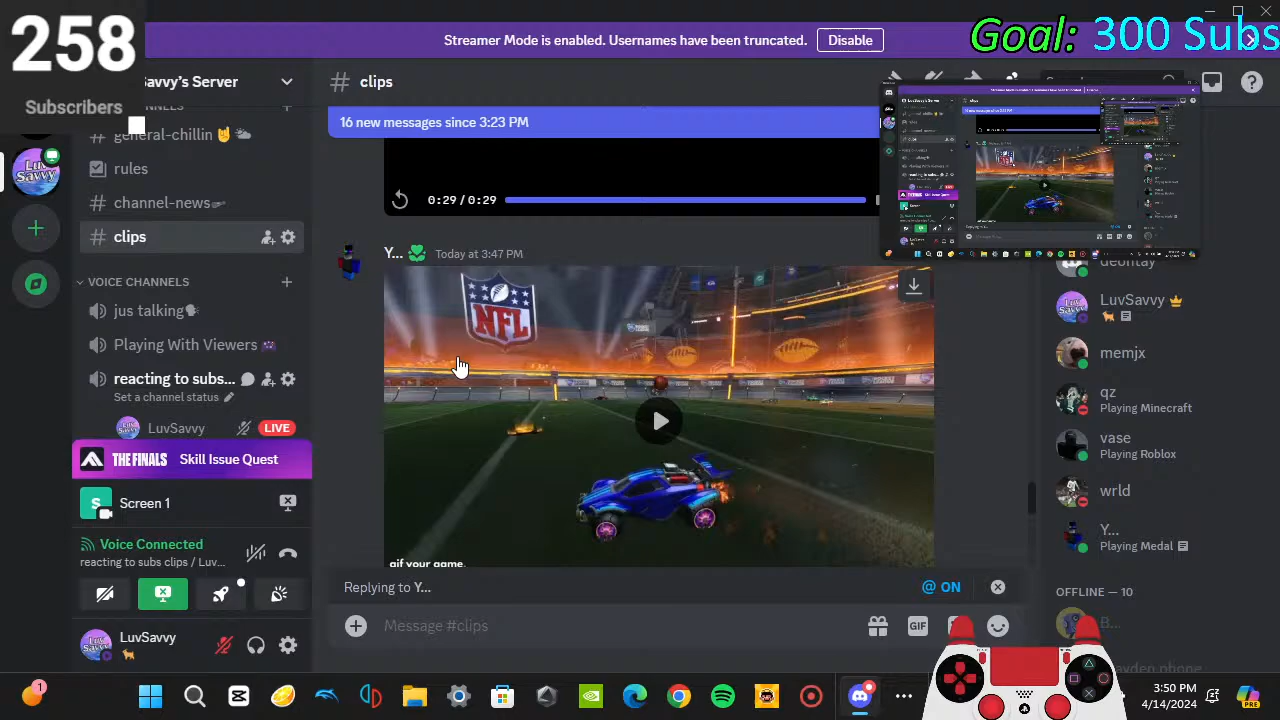 258
Subscribers
Streamer Mode is enabled. Usernames have been truncated.
Disable
Goal: 300 Subs
Savvy's Server
clips
16 new messages since 3:23 PM
general-chillin
rules
channel-news
clips
VOICE CHANNELS
jus talking
Playing With Viewers
reacting to subs...
Set a channel status
LuvSavvy
LIVE
THE FINALS Skill Issue Quest
Screen 1
Voice Connected
reacting to subs clips / Luv...
LuvSavvy
0:29/0:29
Y... Today at 3:47 PM
NFL
gif your game.
Replying to Y...
@ ON
Message #clips
GIF
deontay
LuvSavvy
memjx
qz
Playing Minecraft
vase
Playing Roblox
wrld
Y...
Playing Medal
OFFLINE — 10
B...
ayden phone
3:50 PM
4/14/2024